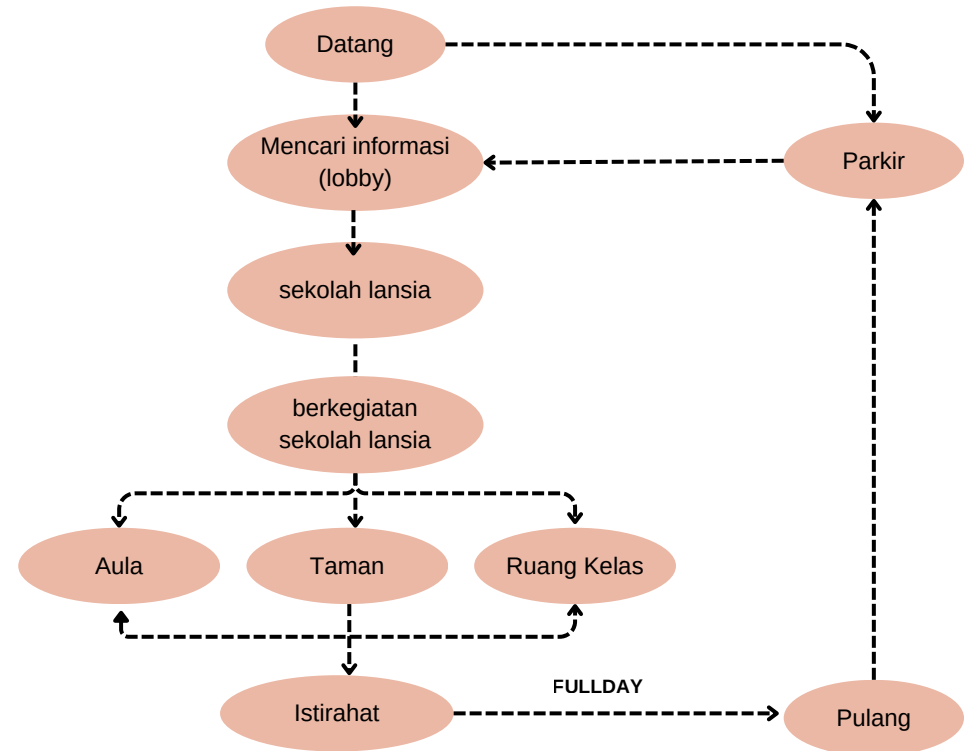 Datang
Mencari informasi
(lobby)
Parkir
sekolah lansia
berkegiatan
sekolah lansia
Aula
Taman
Ruang Kelas
FULLDAY
Istirahat
Pulang